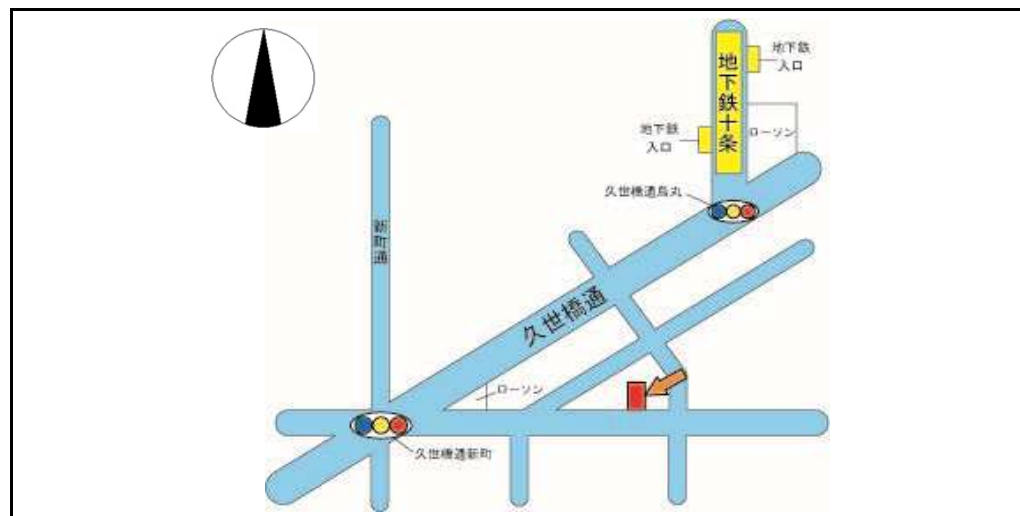 地下鉄
入口
地下鉄十条
ローソン
地下鉄
入口
久世橋通烏丸
新町通
久世橋通
ローソン
久世橋通新町